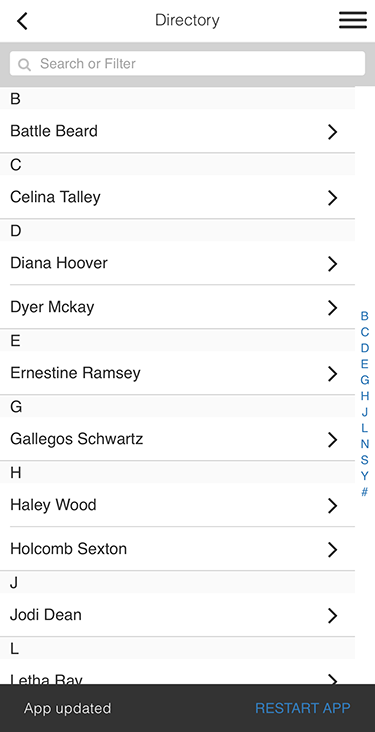 Directory
Search or Filter
B
Battle Beard
C
Celina Talley
D
Diana Hoover
Dyer Mckay
E
Ernestine Ramsey
G
Gallegos Schwartz
H
Haley Wood
Holcomb Sexton
J
Jodi Dean
L
Letha Ray
B
C
D
E
G
H
J
L
N
S
Y
#
App updated RESTART APP